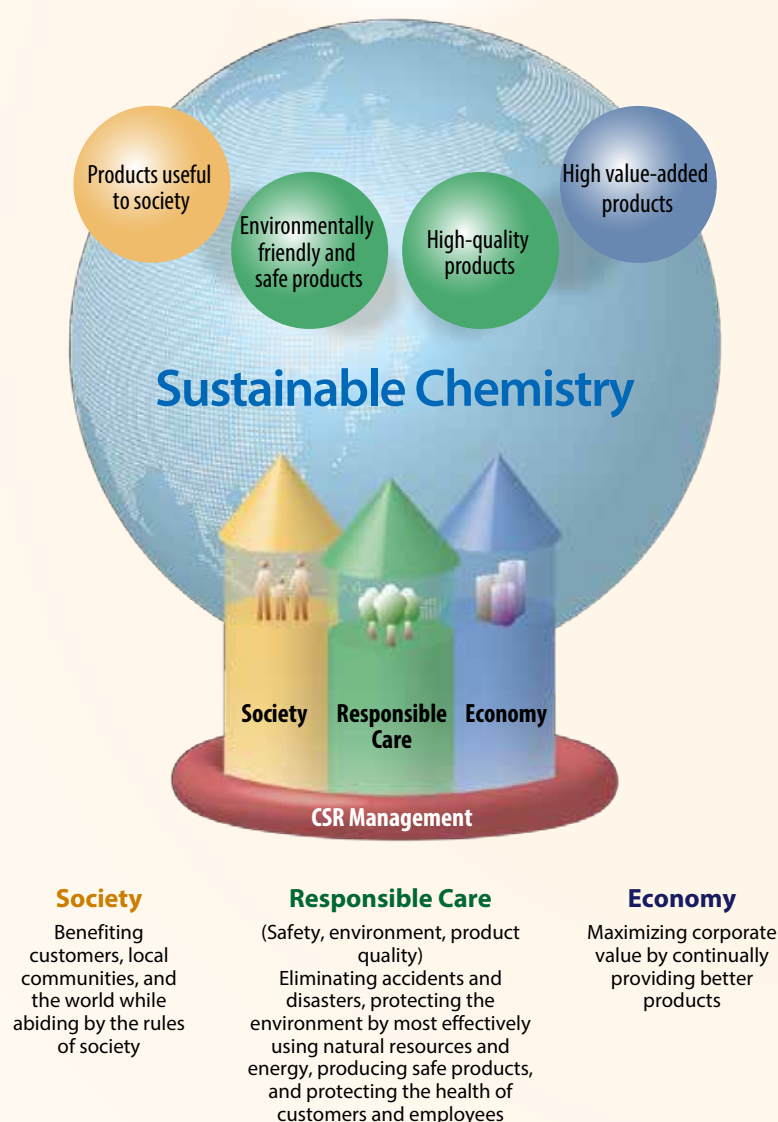 Products useful
to society
Environmentally
friendly and
safe products
High-quality
products
High value-added
products
Sustainable Chemistry
Society
Responsible
Care
Economy
CSR Management
Society
Benefiting
customers, local
communities, and
the world while
abiding by the rules
of society
Responsible Care
(Safety, environment, product
quality)
Eliminating accidents and
disasters, protecting the
environment by most effectively
using natural resources and
energy, producing safe products,
and protecting the health of
customers and employees
Economy
Maximizing corporate
value by continually
providing better
products